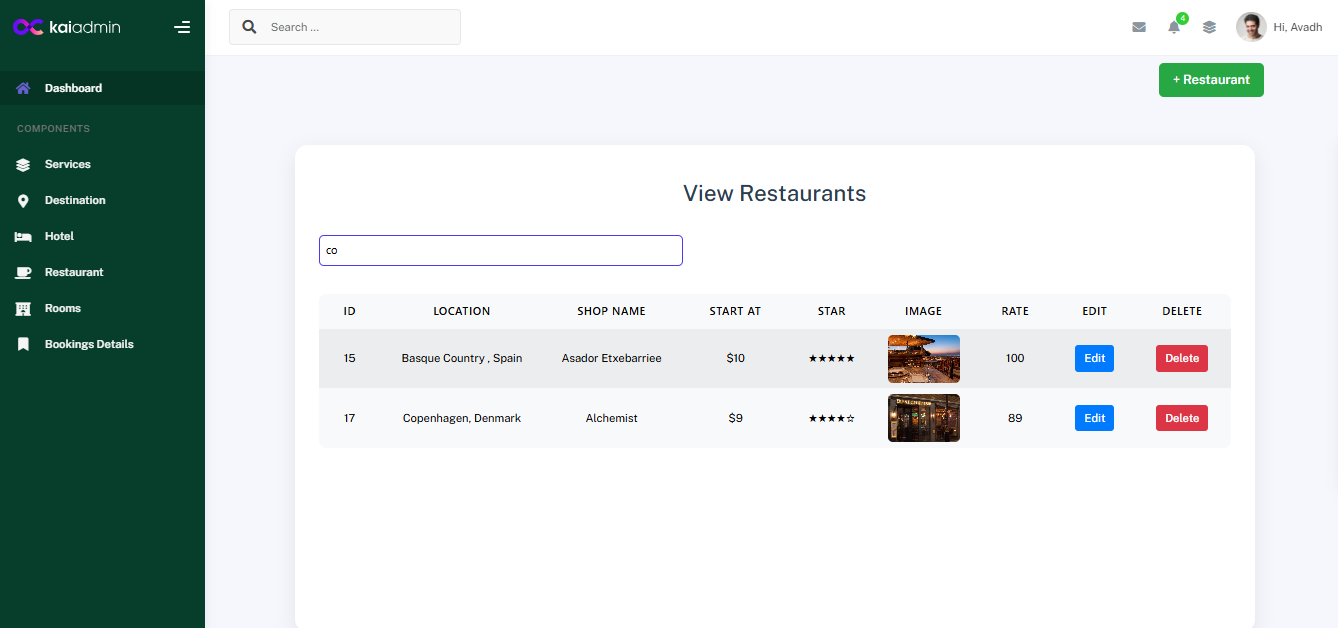 kaiadmin
Search ...
4
Hi, Avadh
Dashboard
COMPONENTS
Services
Destination
Hotel
Restaurant
Rooms
Bookings Details
+ Restaurant
View Restaurants
co
ID LOCATION SHOP NAME START AT STAR IMAGE RATE EDIT DELETE
15 Basque Country , Spain Asador Etxebarriee $10 ★★★★★ 100 Edit Delete
17 Copenhagen, Denmark Alchemist $9 ★★★★☆ 89 Edit Delete